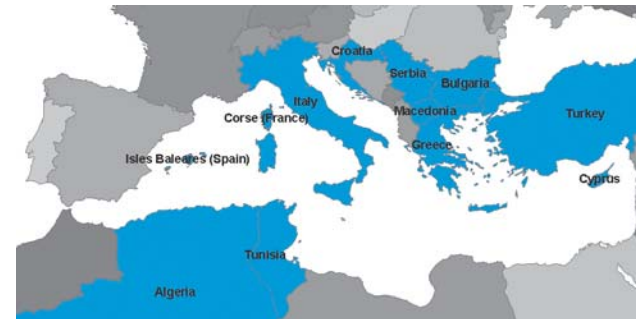 Croatia
Serbia
Bulgaria
Italy
Macedonia
Turkey
Corse (France)
Greece
Isles Baleares (Spain)
Cyprus
Tunisia
Algeria